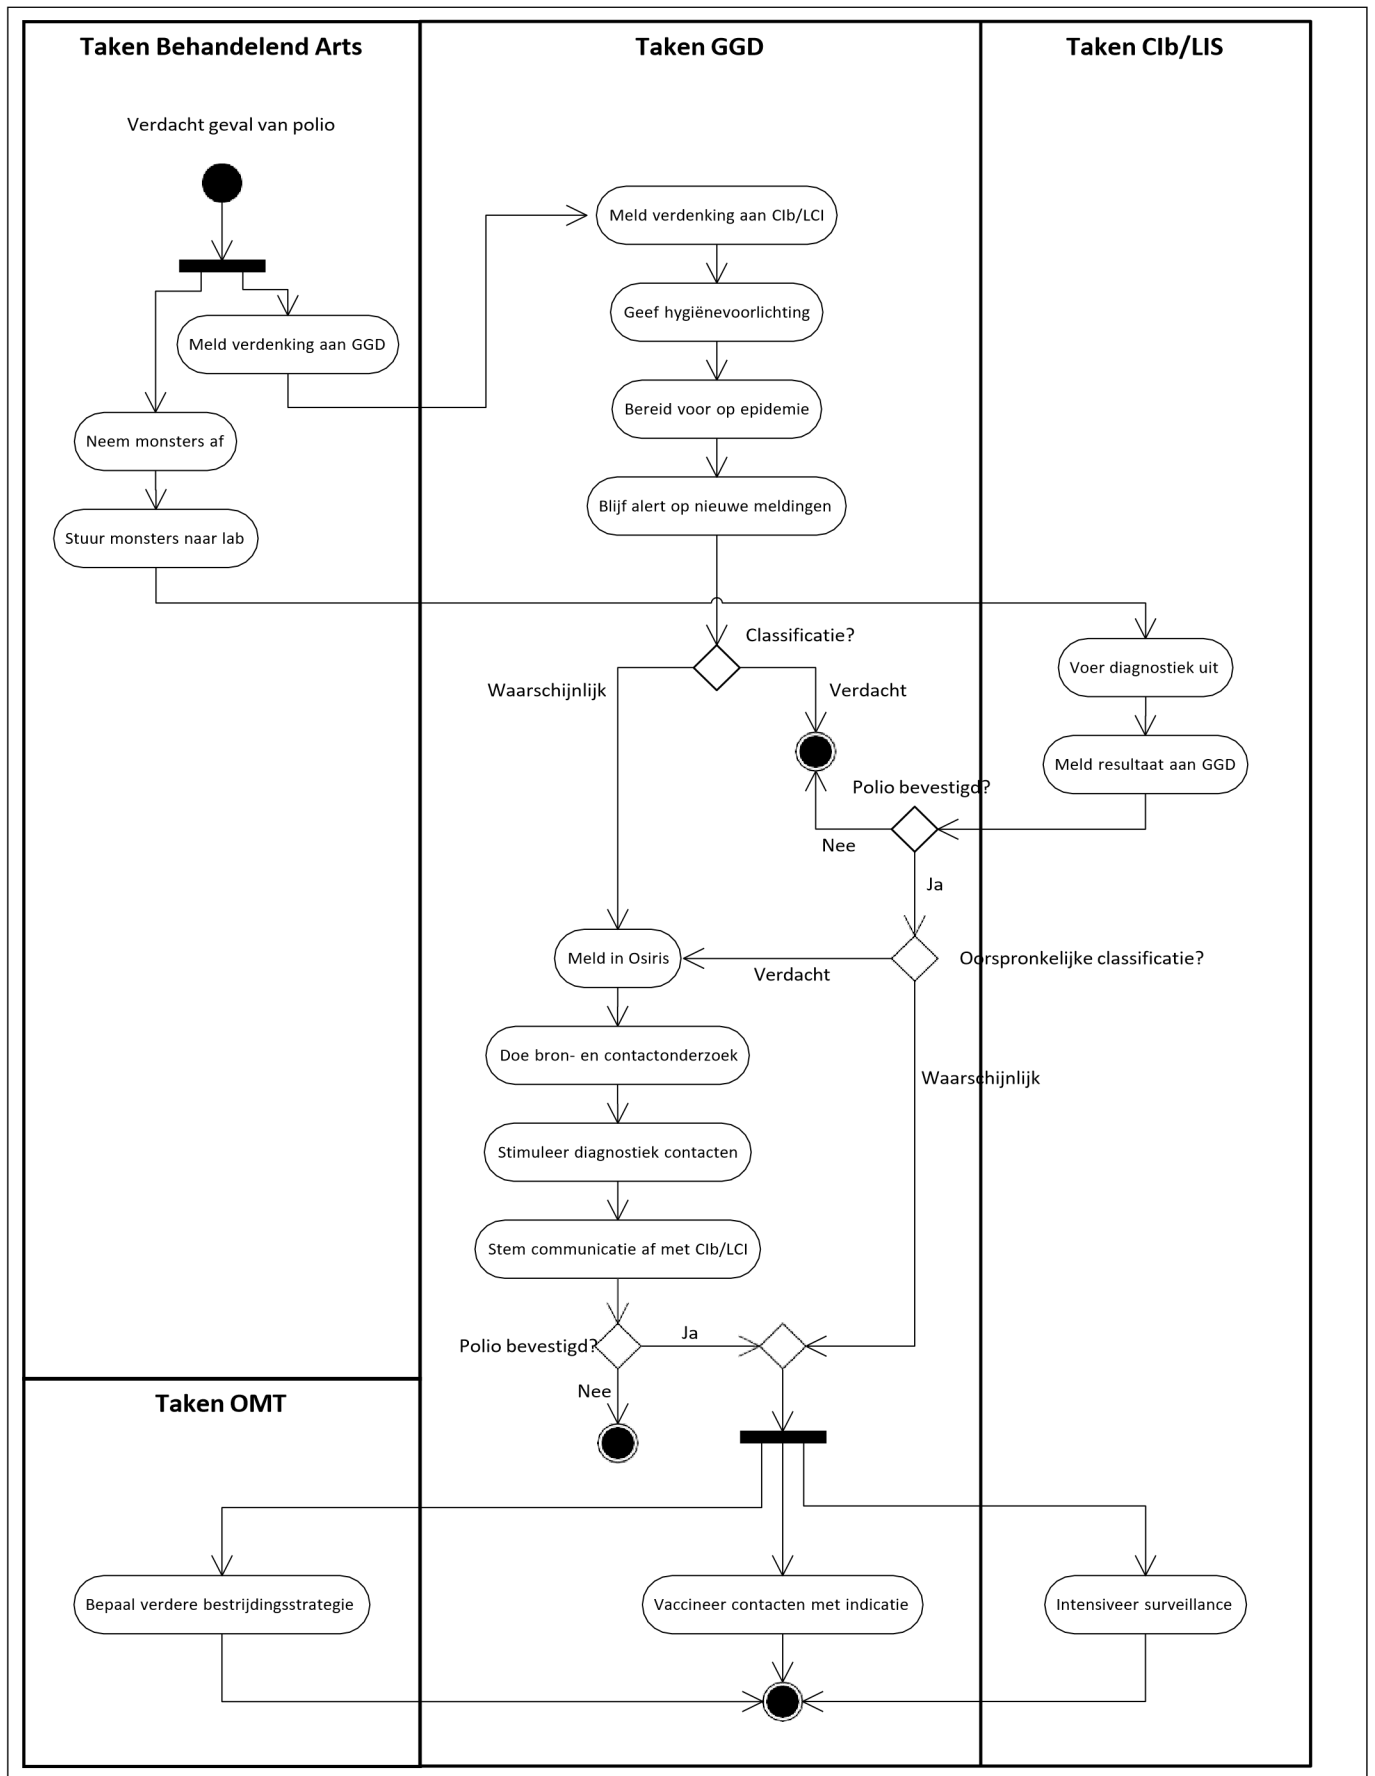 Taken Behandelend Arts
Taken GGD
Taken CIb/LIS
Verdacht geval van polio
Meld verdenking aan CIb/LCI
Geef hygiënevoorlichting
Meld verdenking aan GGD
Bereid voor op epidemie
Neem monsters af
Blijf alert op nieuwe meldingen
Stuur monsters naar lab
Classificatie?
Voer diagnostiek uit
Waarschijnlijk
Verdacht
Meld resultaat aan GGD
Polio bevestigd?
Nee
Ja
Meld in Osiris
Oorspronkelijke classificatie?
Verdacht
Doe bron- en contactonderzoek
Waarschijnlijk
Stimuleer diagnostiek contacten
Stem communicatie af met CIb/LCI
Ja
Polio bevestigd?
Nee
Taken OMT
Bepaal verdere bestrijdingsstrategie
Vaccineer contacten met indicatie
Intensiveer surveillance